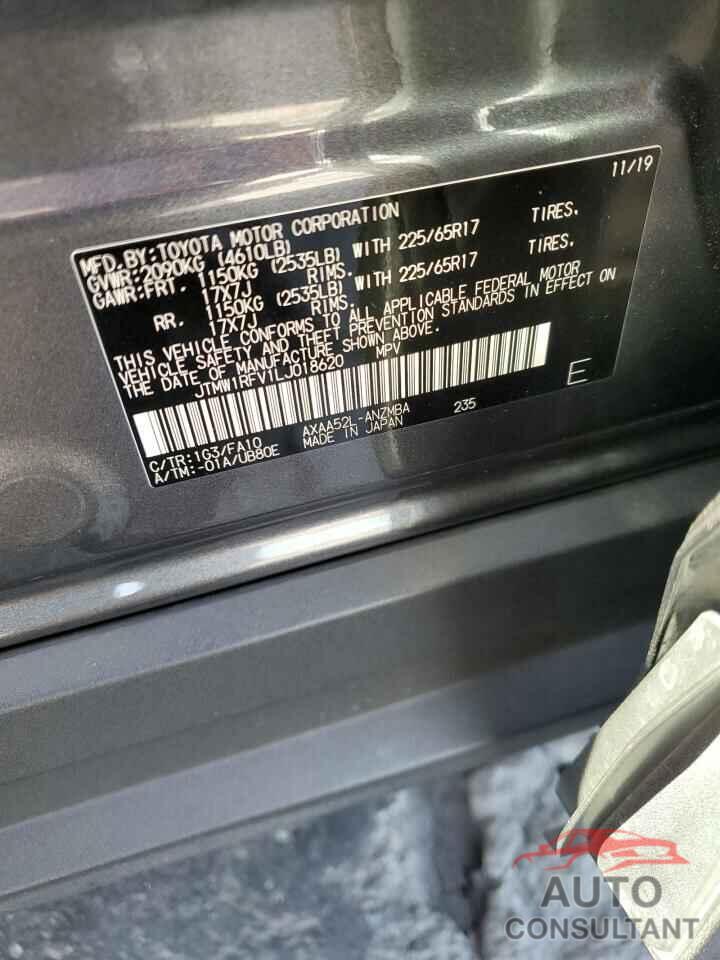 11/19
MFD.BY:TOYOTA MOTOR CORPORATION
GVWR:2090KG (4610LB)
GAWR:FRT- 1150KG (2535LB) WITH 225/65R17 TIRES,
17X7J RIMS.
RR. 1150KG (2535LB) WITH 225/65R17 TIRES,
17X7J RIMS.
THIS VEHICLE CONFORMS TO ALL APPLICABLE FEDERAL MOTOR
VEHICLE SAFETY AND THEFT PREVENTION STANDARDS IN EFFECT ON
THE DATE OF MANUFACTURE SHOWN ABOVE.
JTMW1RFV1LJ018620 MPV
E
C/TR:1G3/FA10 AXAA52L-ANZMBA 235
A/TM:-01A/UB80E MADE IN JAPAN
AUTO
CONSULTANT